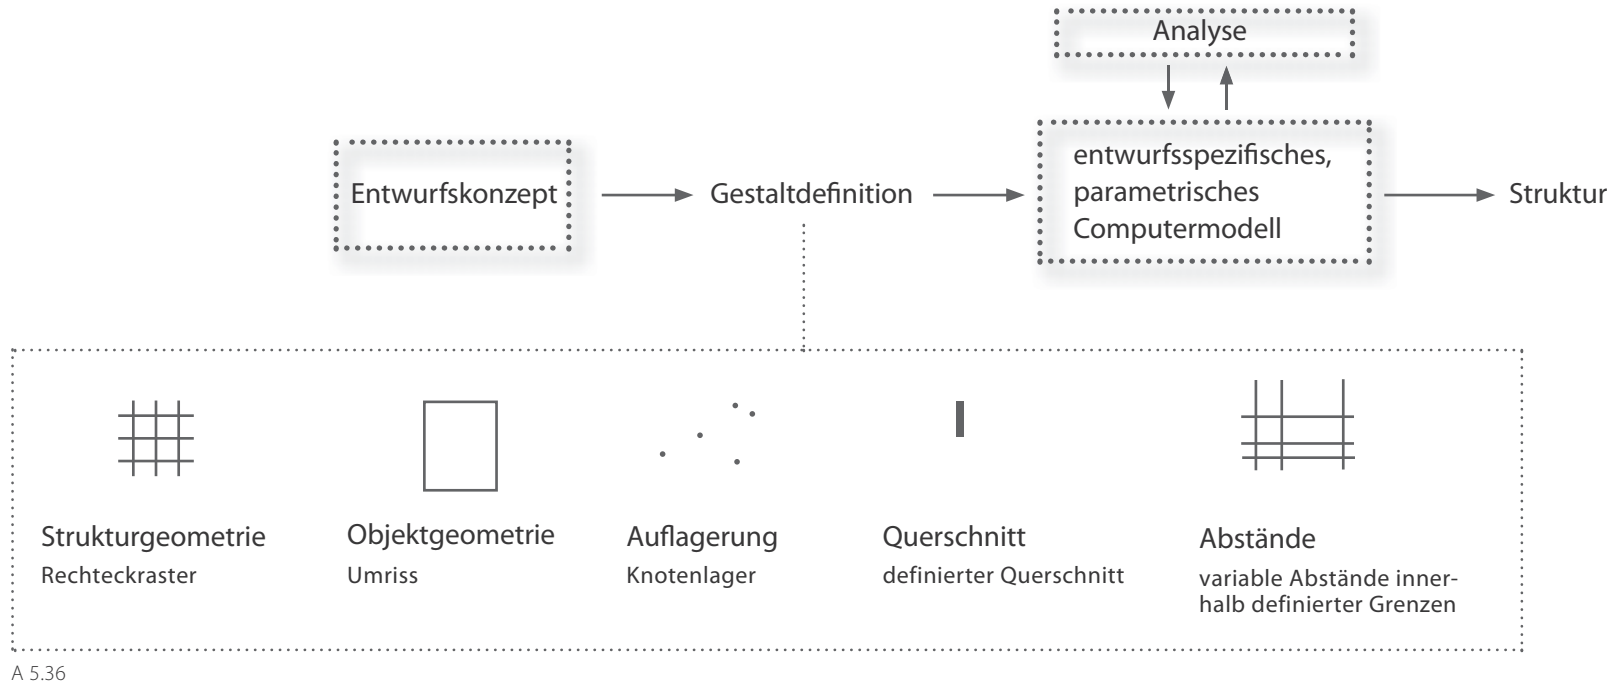 Analyse
Entwurfskonzept
Gestaltdefinition
entwurfsspezifisches,
parametrisches
Computermodell
Struktur
Strukturgeometrie
Rechteckraster
Objektgeometrie
Umriss
Auflagerung
Knotenlager
Querschnitt
definierter Querschnitt
Abstände
variable Abstände inner-
halb definierter Grenzen
A 5.36